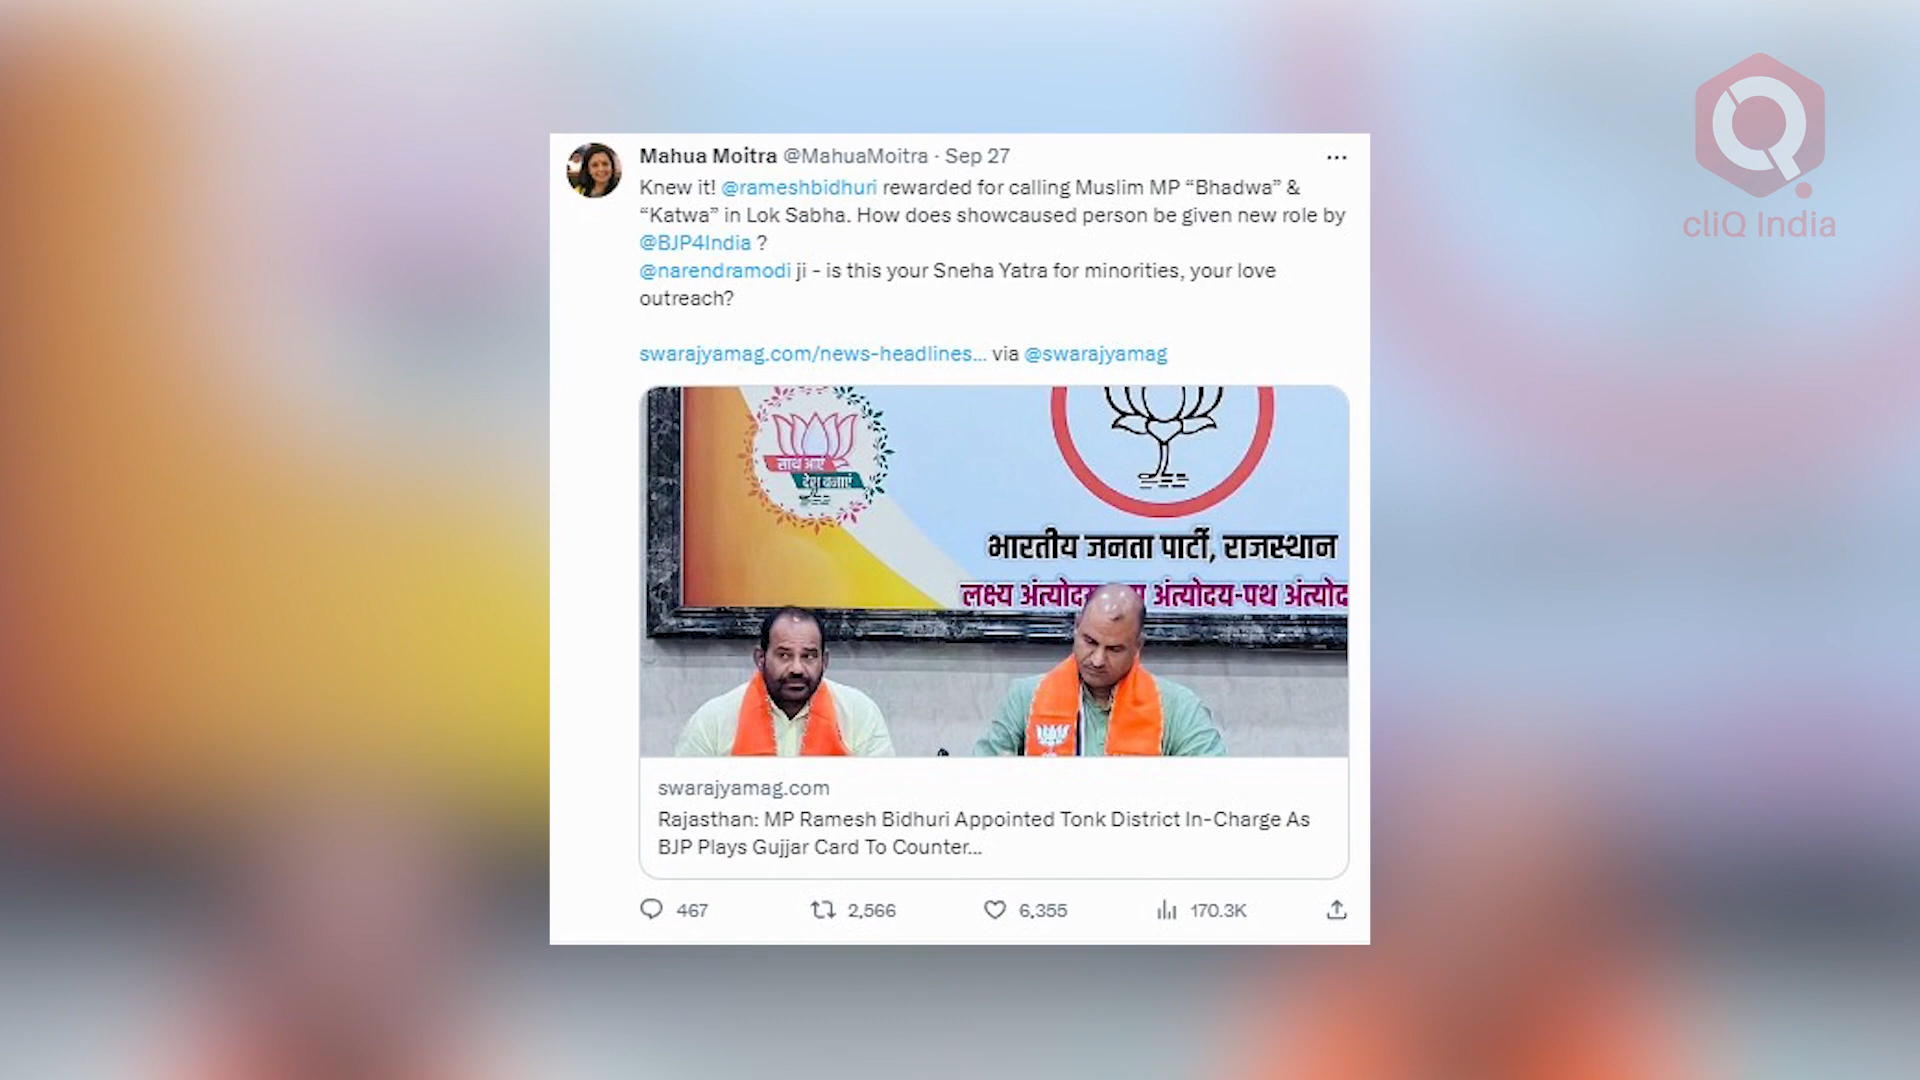 cliQ India
Mahua Moitra @MahuaMoitra · Sep 27
Knew it! @rameshbidhuri rewarded for calling Muslim MP “Bhadwa” &
“Katwa” in Lok Sabha. How does showcaused person be given new role by
@BJP4India ?
@narendramodi ji - is this your Sneha Yatra for minorities, your love
outreach?
swarajyamag.com/news-headlines... via @swarajyamag
साथ आएं
देश बनाएं
भारतीय जनता पार्टी, राजस्थान
लक्ष्य अंत्योदय अंत्योदय-पथ अंत्योद
swarajyamag.com
Rajasthan: MP Ramesh Bidhuri Appointed Tonk District In-Charge As
BJP Plays Gujjar Card To Counter...
467 2,566 6,355 170.3K